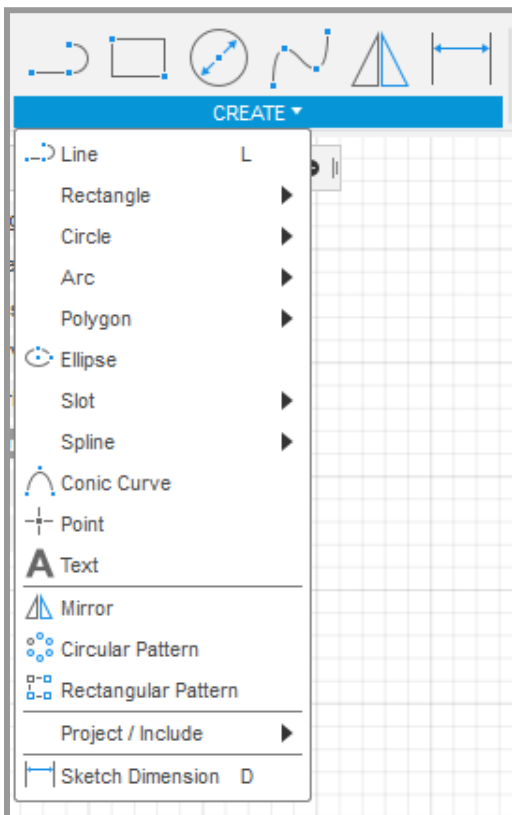 CREATE
Line L
Rectangle
Circle
Arc
Polygon
Ellipse
Slot
Spline
Conic Curve
Point
A Text
Mirror
Circular Pattern
Rectangular Pattern
Project / Include
Sketch Dimension D